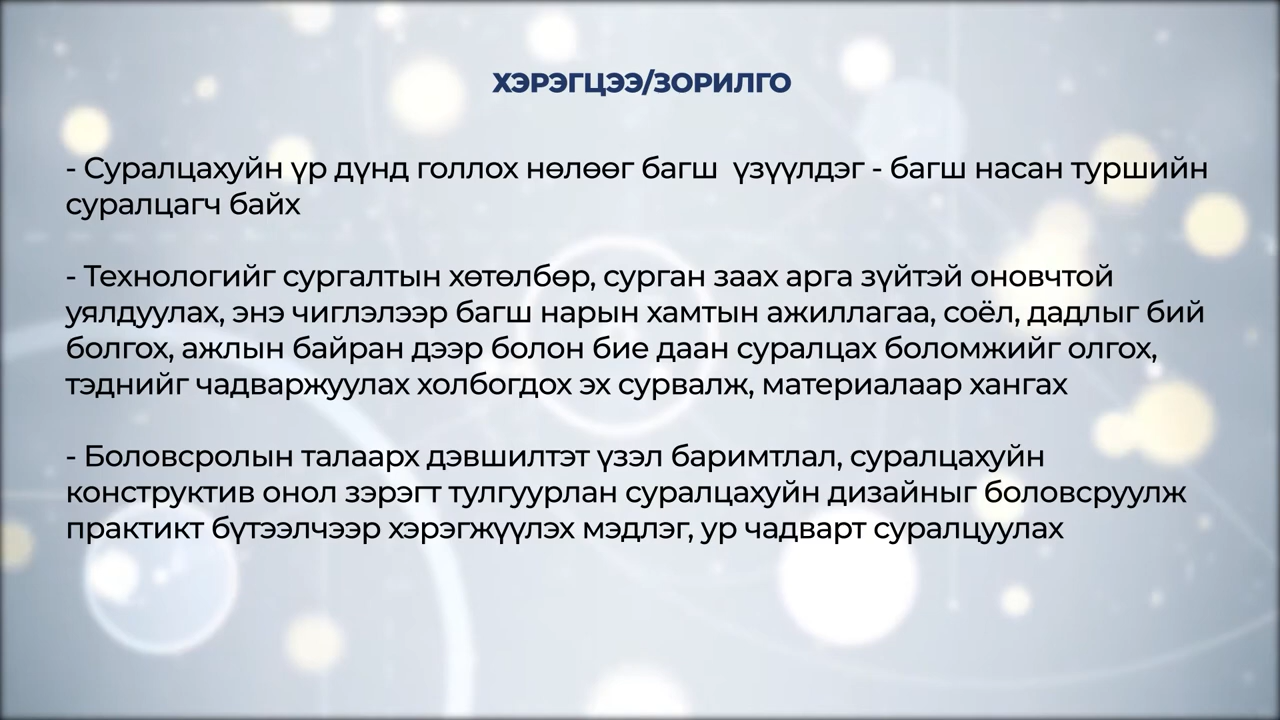 ХЭРЭГЦЭЭ/ЗОРИЛГО
- Суралцахуйн үр дүнд голлох нөлөөг багш  үзүүлдэг - багш насан туршийн
суралцагч байх
- Технологийг сургалтын хөтөлбөр, сурган заах арга зүйтэй оновчтой
уялдуулах, энэ чиглэлээр багш нарын хамтын ажиллагаа, соёл, дадлыг бий
болгох, ажлын байран дээр болон бие даан суралцах боломжийг олгох,
тэднийг чадваржуулах холбогдох эх сурвалж, материалаар хангах
- Боловсролын талаарх дэвшилтэт үзэл баримтлал, суралцахуйн
конструктив онол зэрэгт тулгуурлан суралцахуйн дизайныг боловсруулж
практикт бүтээлчээр хэрэгжүүлэх мэдлэг, ур чадварт суралцуулах